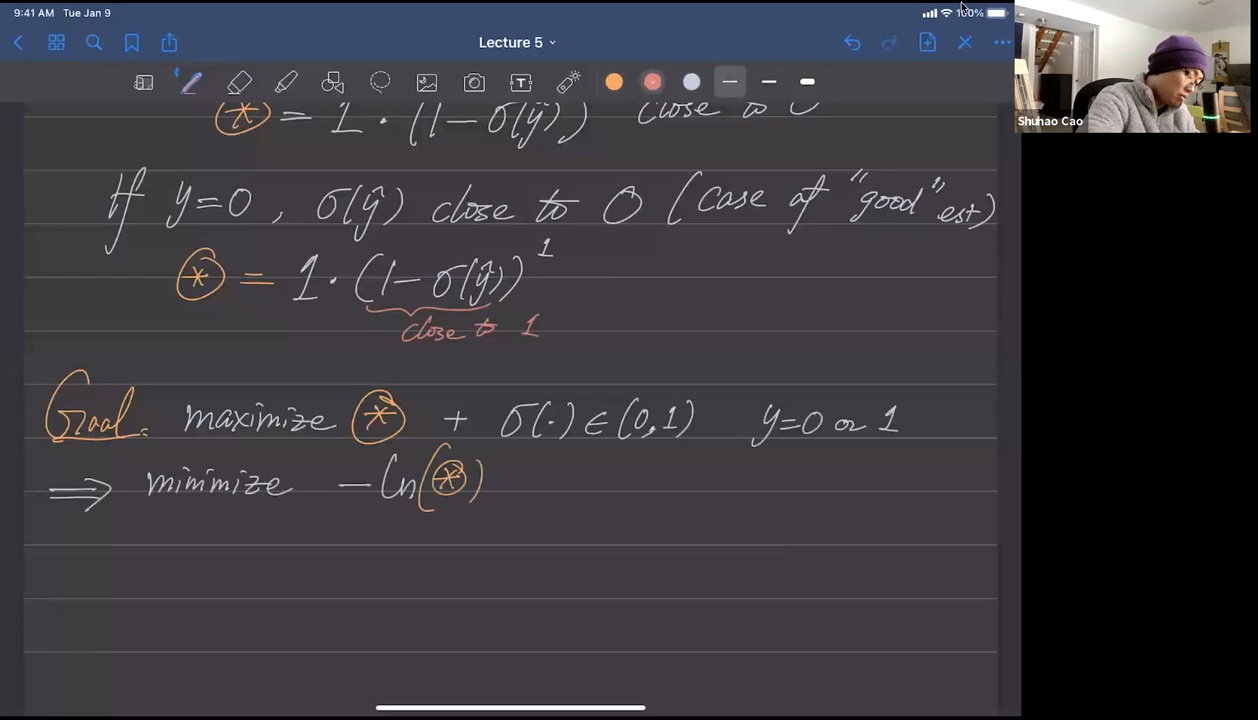 9:41 AM Tue Jan 9
100%
Lecture 5
Shuhao Cao
⊛ = 1 · (1 − σ(ŷ)) close to 0
If y=0, σ(ŷ) close to 0 (case of "good" est)
⊛ = 1 · (1 − σ(ŷ))¹
close to 1
Goal: maximize ⊛ + σ(·) ∈ (0,1) y=0 or 1
⟹ minimize − ln(⊛)